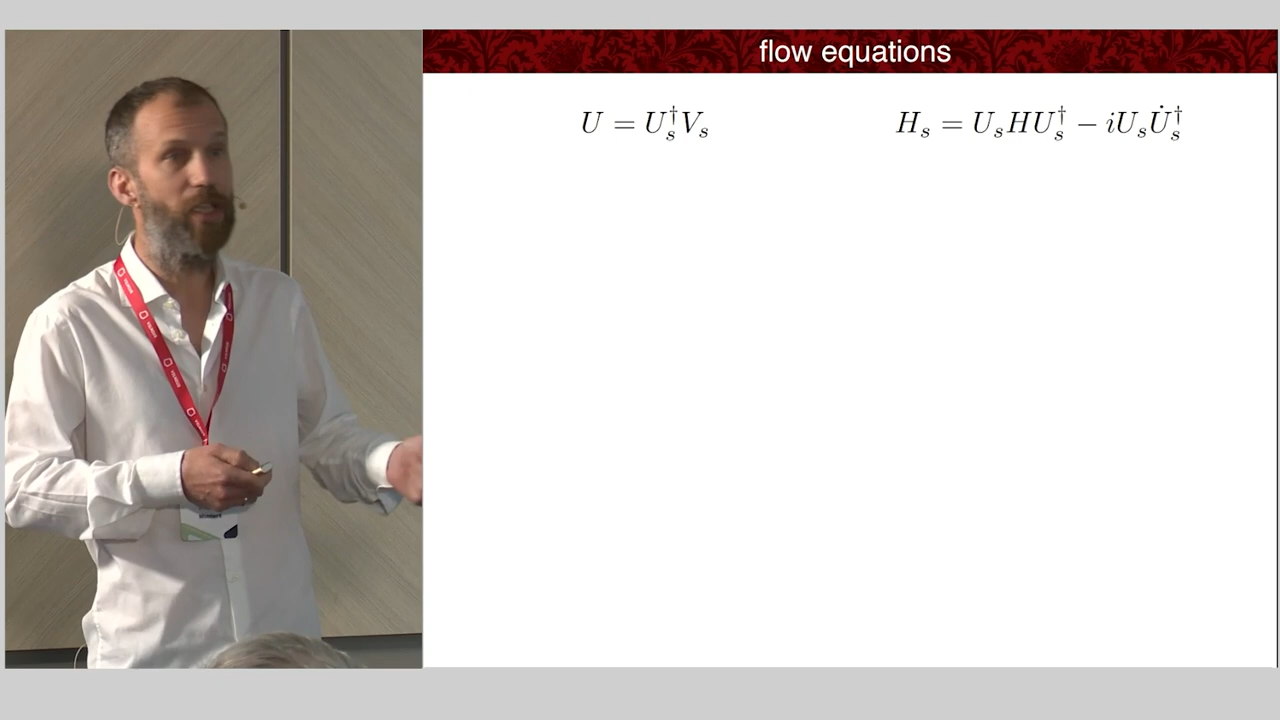 flow equations
U = U_s^† V_s
H_s = U_s H U_s^† − i U_s \dot{U}_s^†